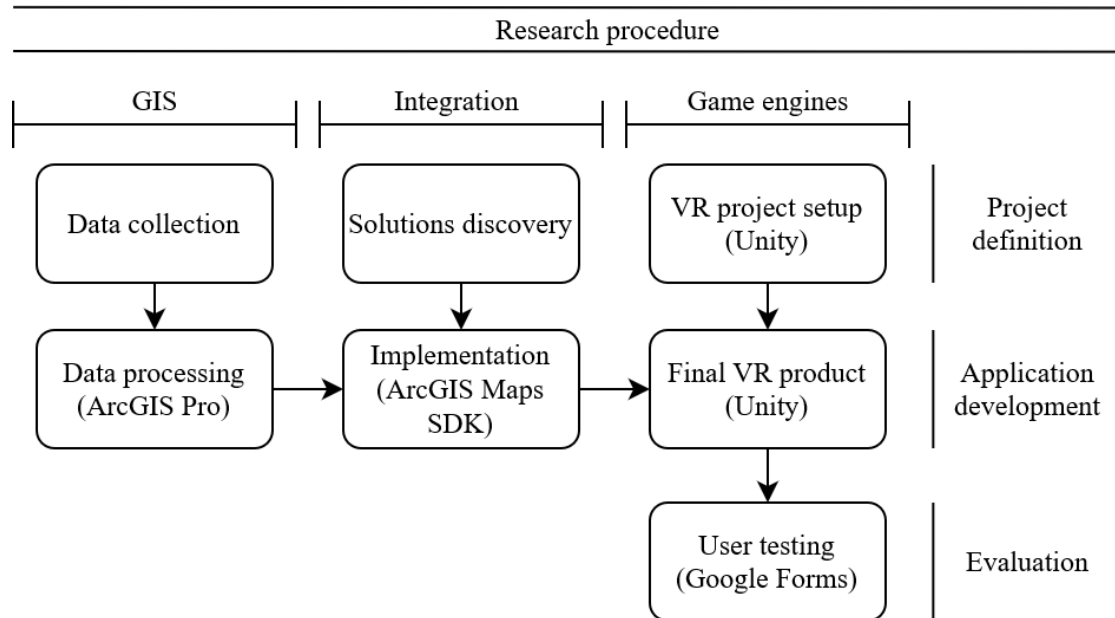 Research procedure
GIS
Integration
Game engines
Data collection
Solutions discovery
VR project setup
(Unity)
Project
definition
Data processing
(ArcGIS Pro)
Implementation
(ArcGIS Maps
SDK)
Final VR product
(Unity)
Application
development
User testing
(Google Forms)
Evaluation